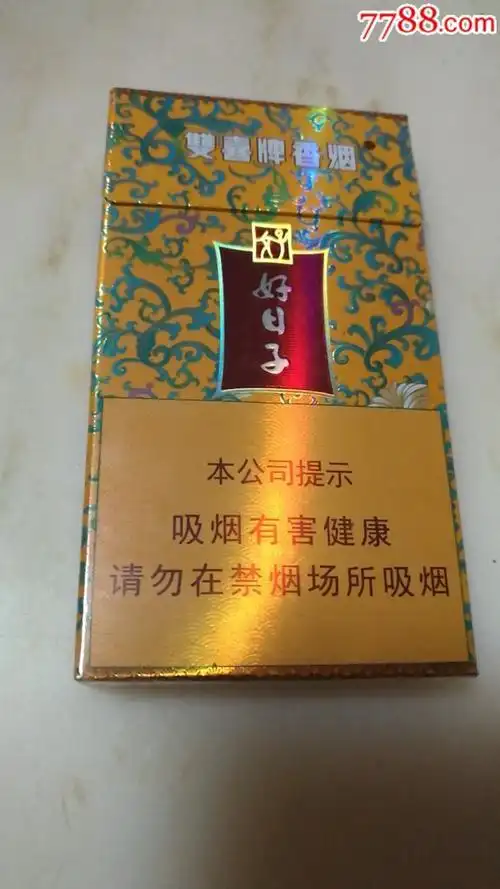 7788.com
雙喜牌香烟
好日子
本公司提示
吸烟有害健康
请勿在禁烟场所吸烟